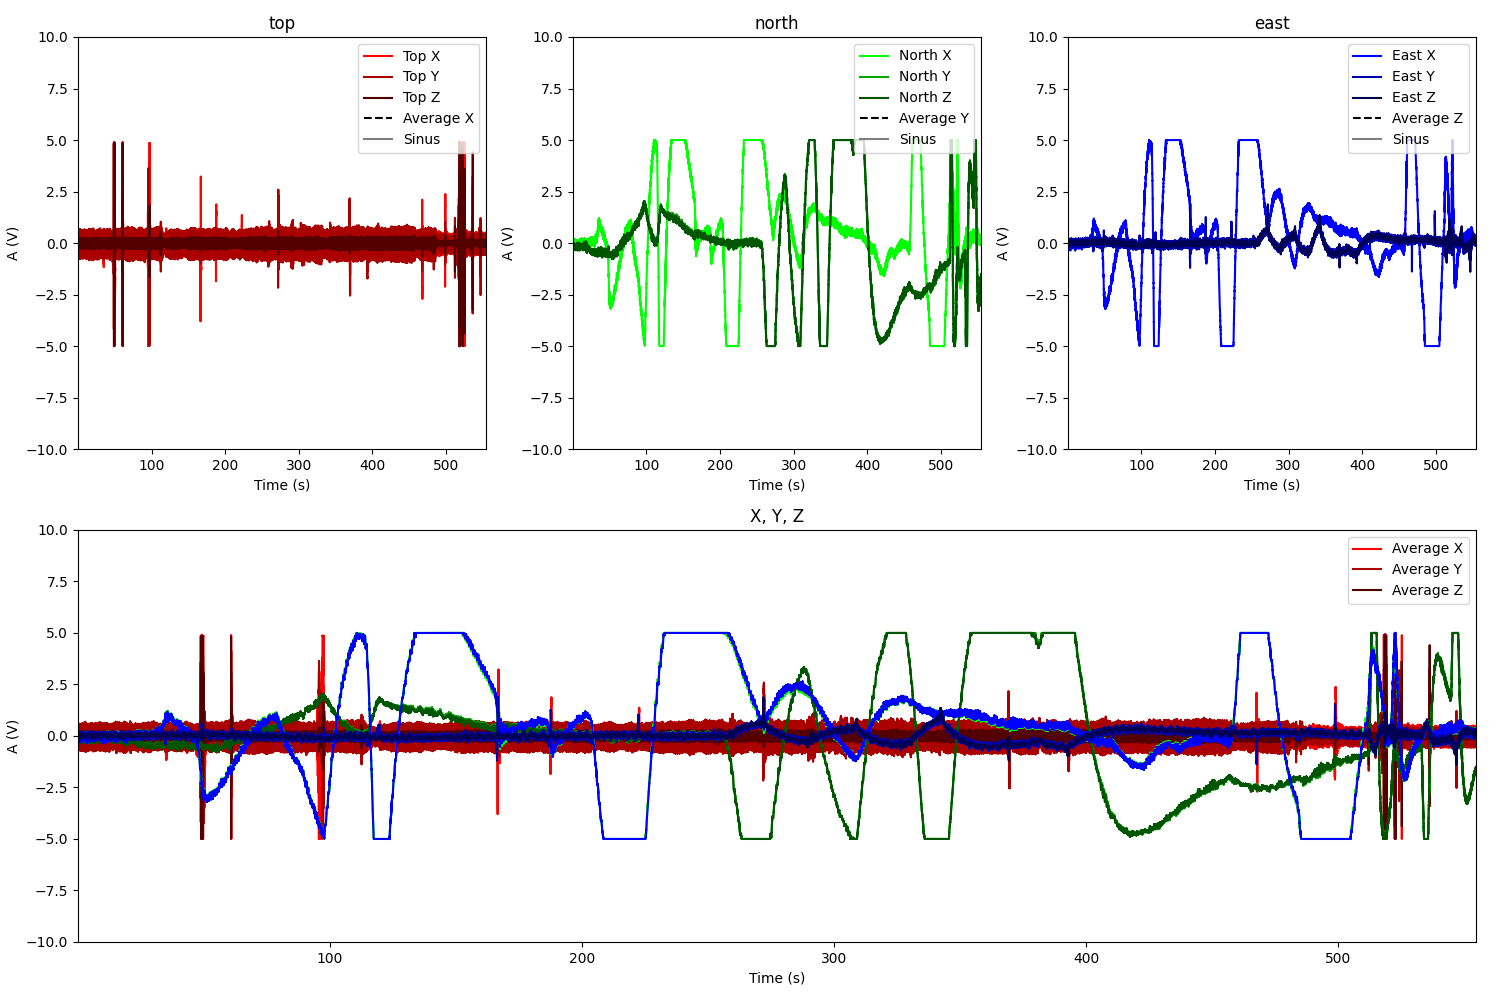 top
10.0
7.5
5.0
2.5
0.0
−2.5
−5.0
−7.5
−10.0
A (V)
100 200 300 400 500
Time (s)
Top X
Top Y
Top Z
Average X
Sinus
north
10.0
7.5
5.0
2.5
0.0
−2.5
−5.0
−7.5
−10.0
A (V)
100 200 300 400 500
Time (s)
North X
North Y
North Z
Average Y
Sinus
east
10.0
7.5
5.0
2.5
0.0
−2.5
−5.0
−7.5
−10.0
A (V)
100 200 300 400 500
Time (s)
East X
East Y
East Z
Average Z
Sinus
X, Y, Z
10.0
7.5
5.0
2.5
0.0
−2.5
−5.0
−7.5
−10.0
A (V)
100 200 300 400 500
Time (s)
Average X
Average Y
Average Z